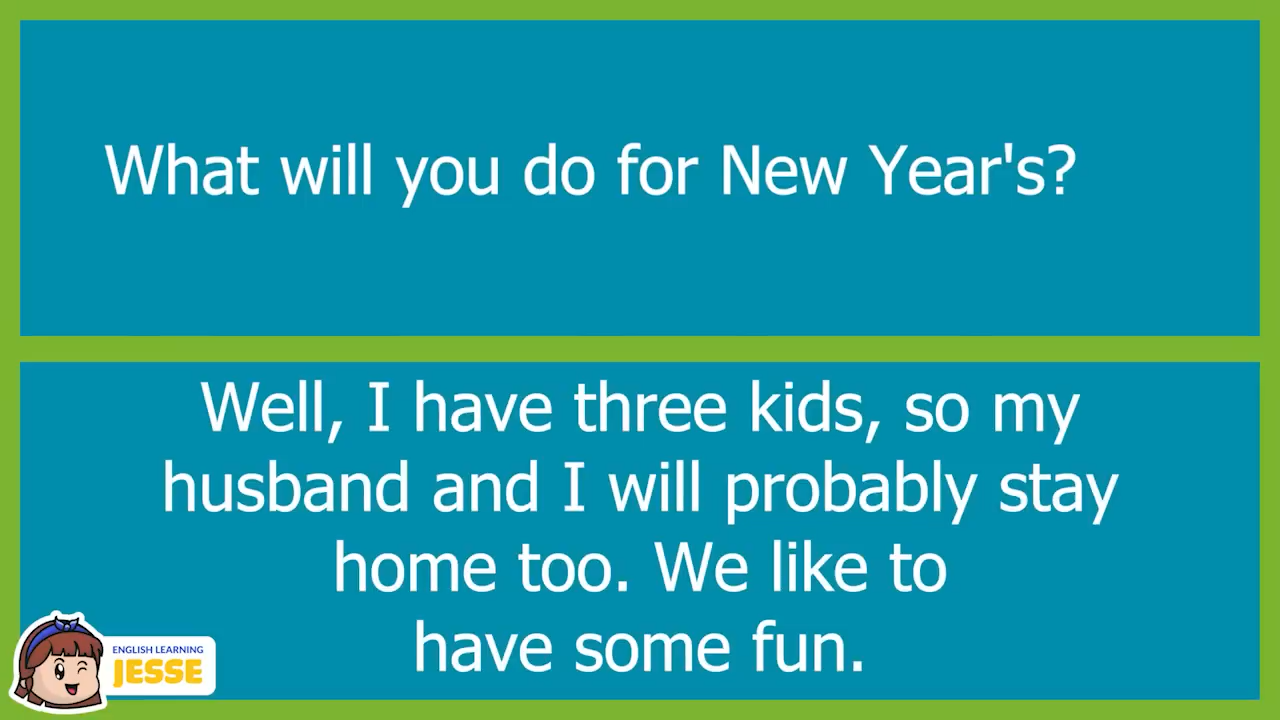 What will you do for New Year's?
Well, I have three kids, so my
husband and I will probably stay
home too. We like to
have some fun.
ENGLISH LEARNING
JESSE